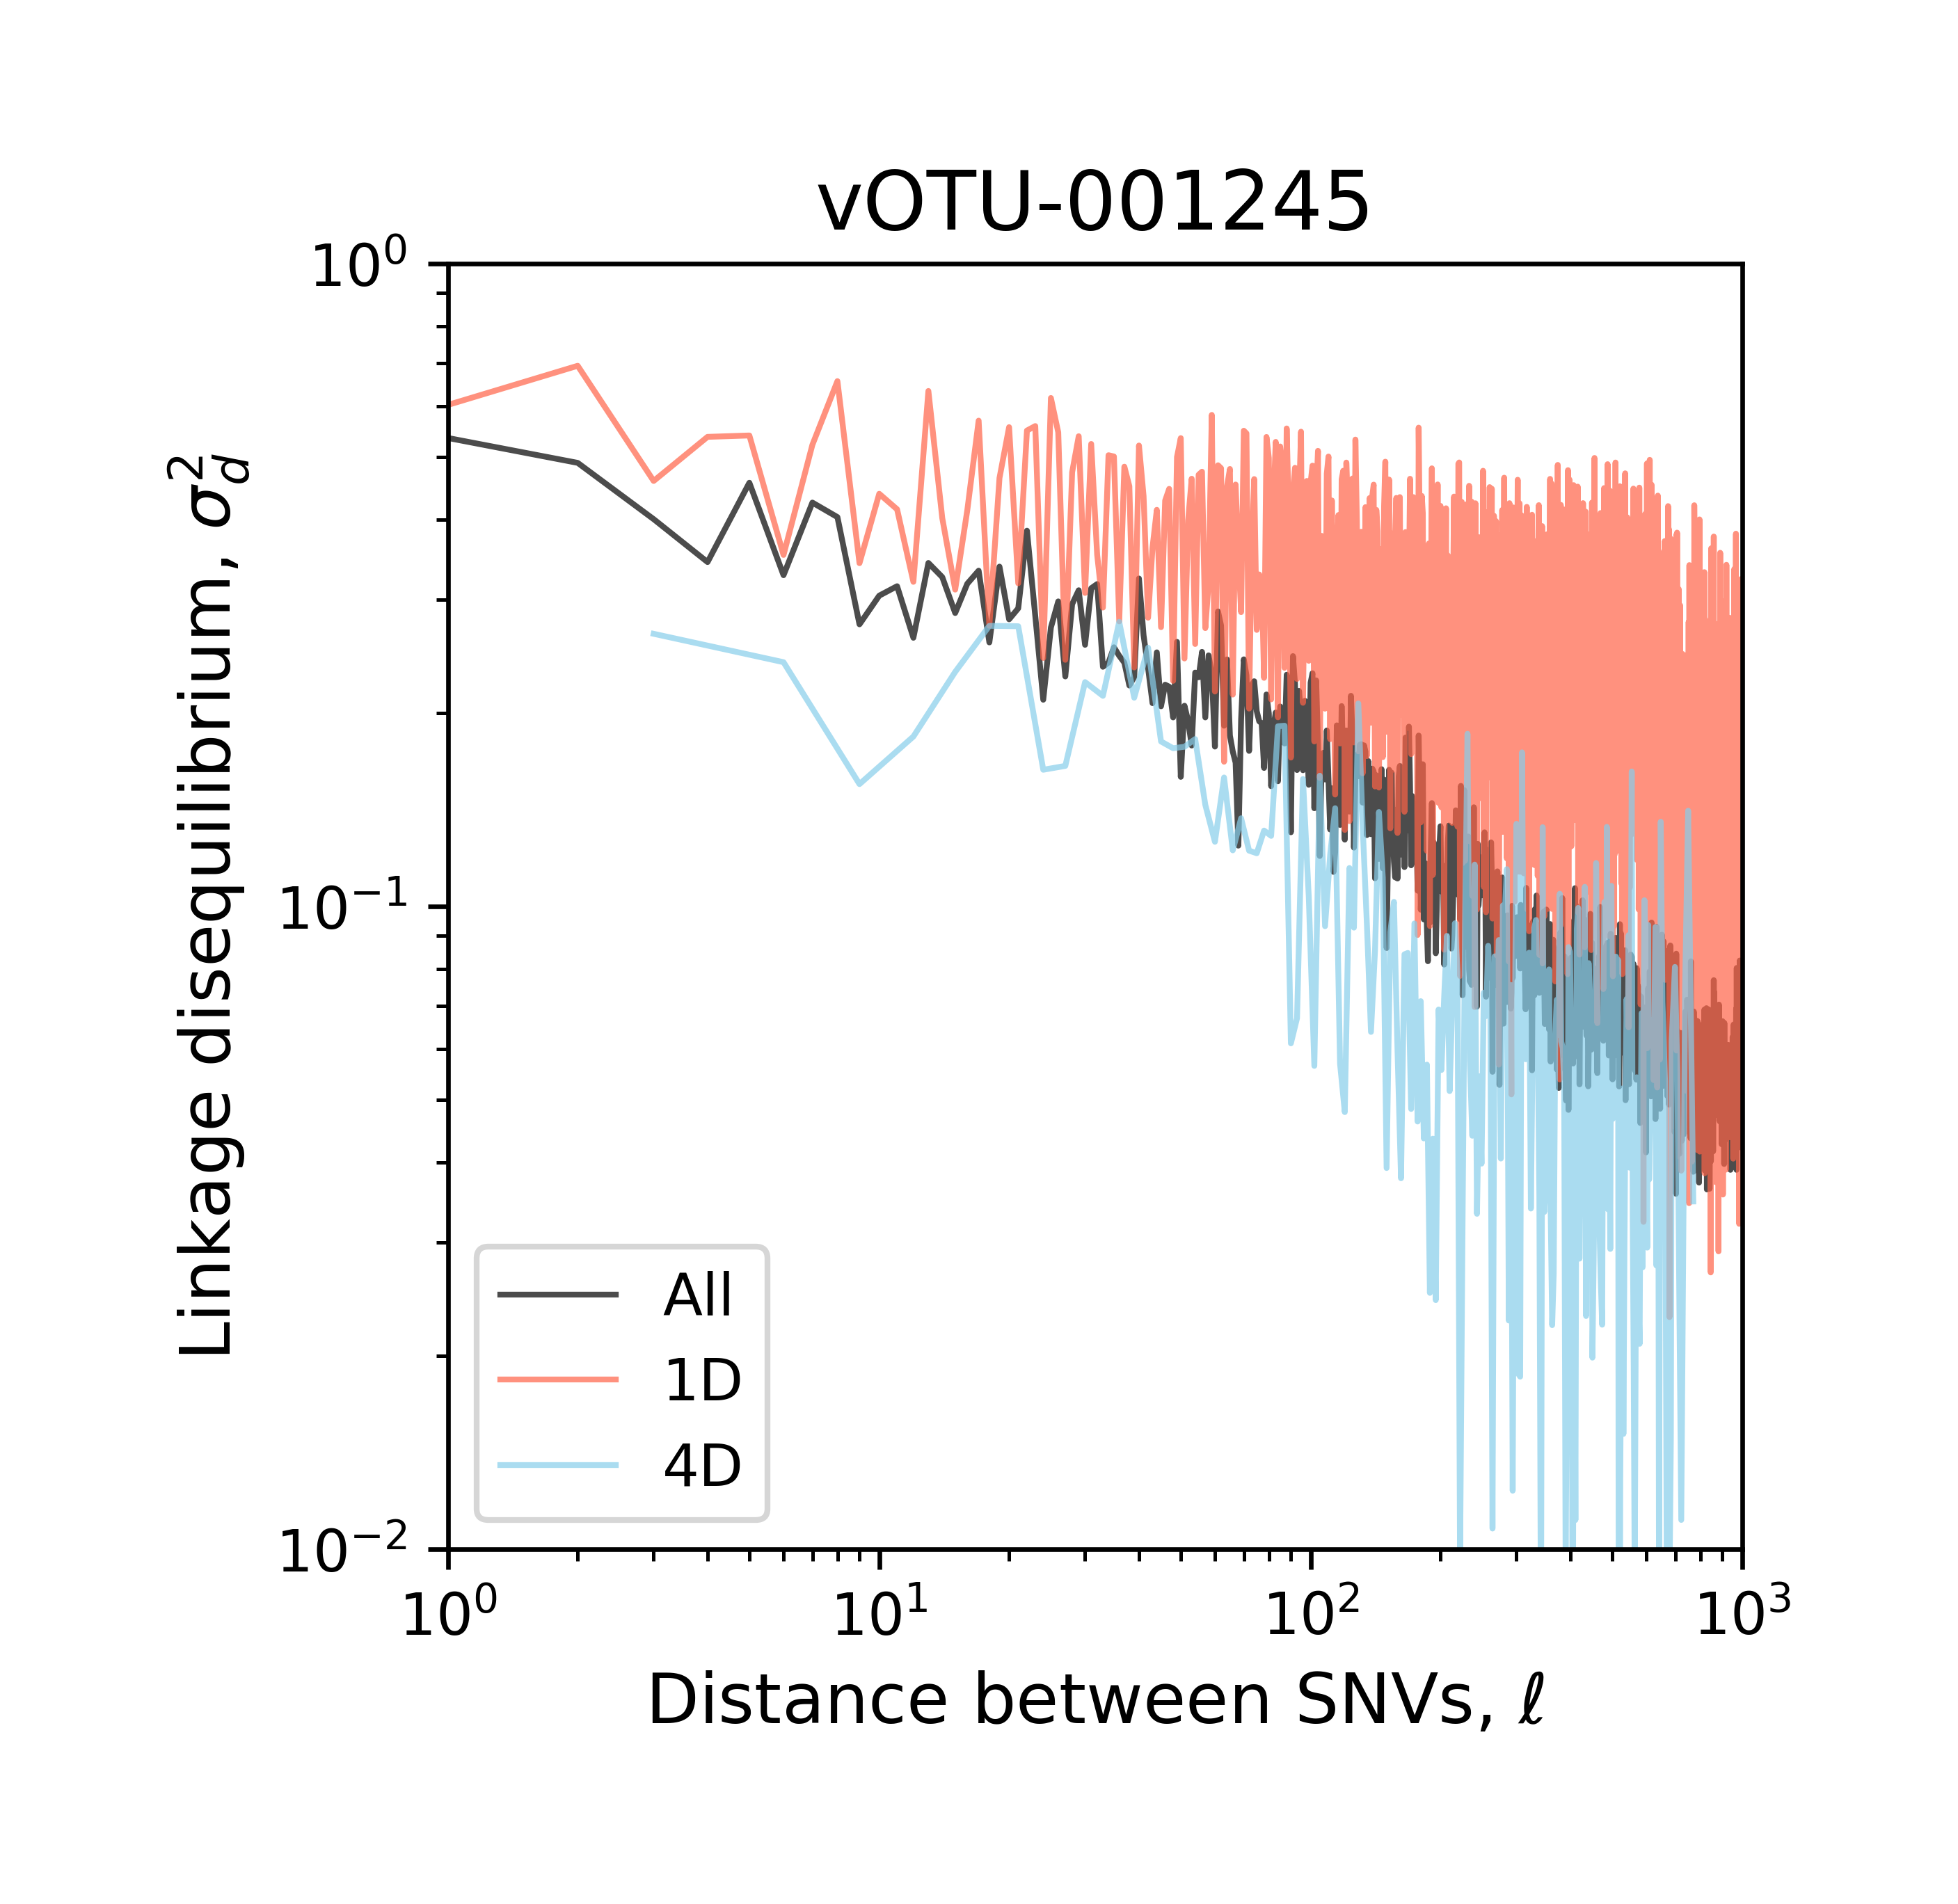 vOTU-001245
Linkage disequilibrium, σ_d^2
10^0
10^−1
10^−2
All
1D
4D
10^0
10^1
10^2
10^3
Distance between SNVs, ℓ